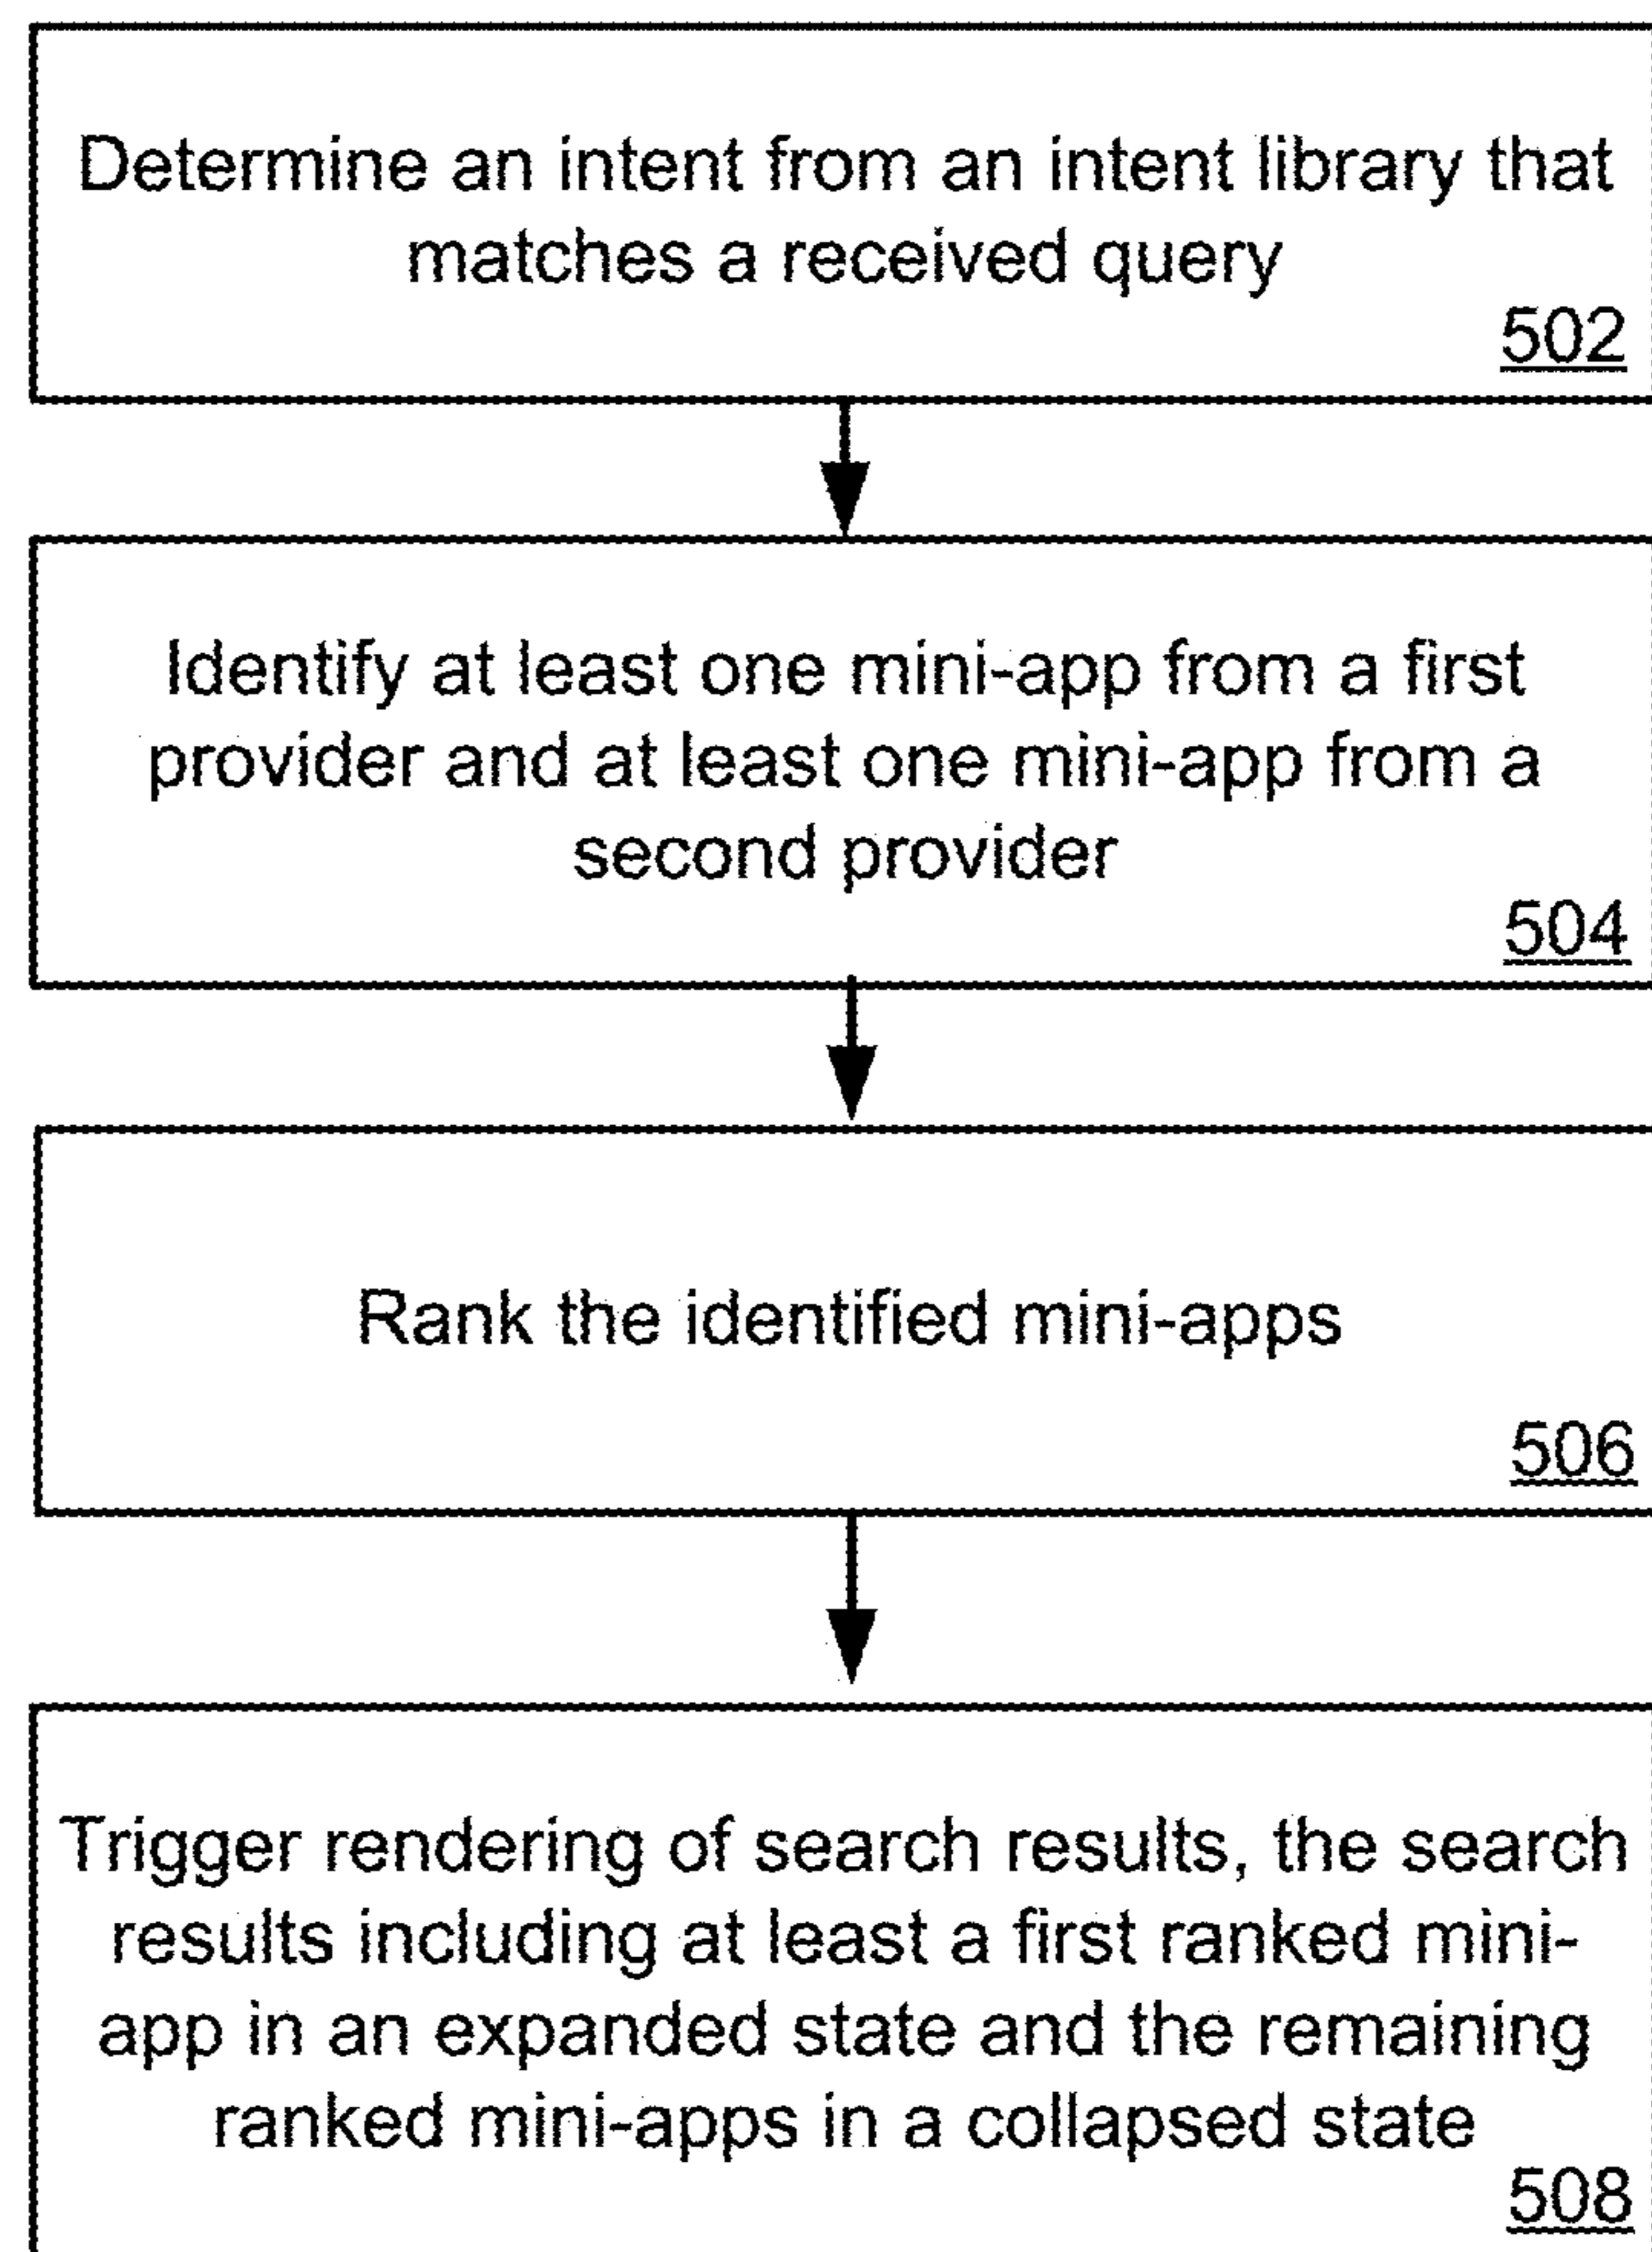 Determine an intent from an intent library that
matches a received query
502
Identify at least one mini-app from a first
provider and at least one mini-app from a
second provider
504
Rank the identified mini-apps
506
Trigger rendering of search results, the search
results including at least a first ranked mini-
app in an expanded state and the remaining
ranked mini-apps in a collapsed state
508